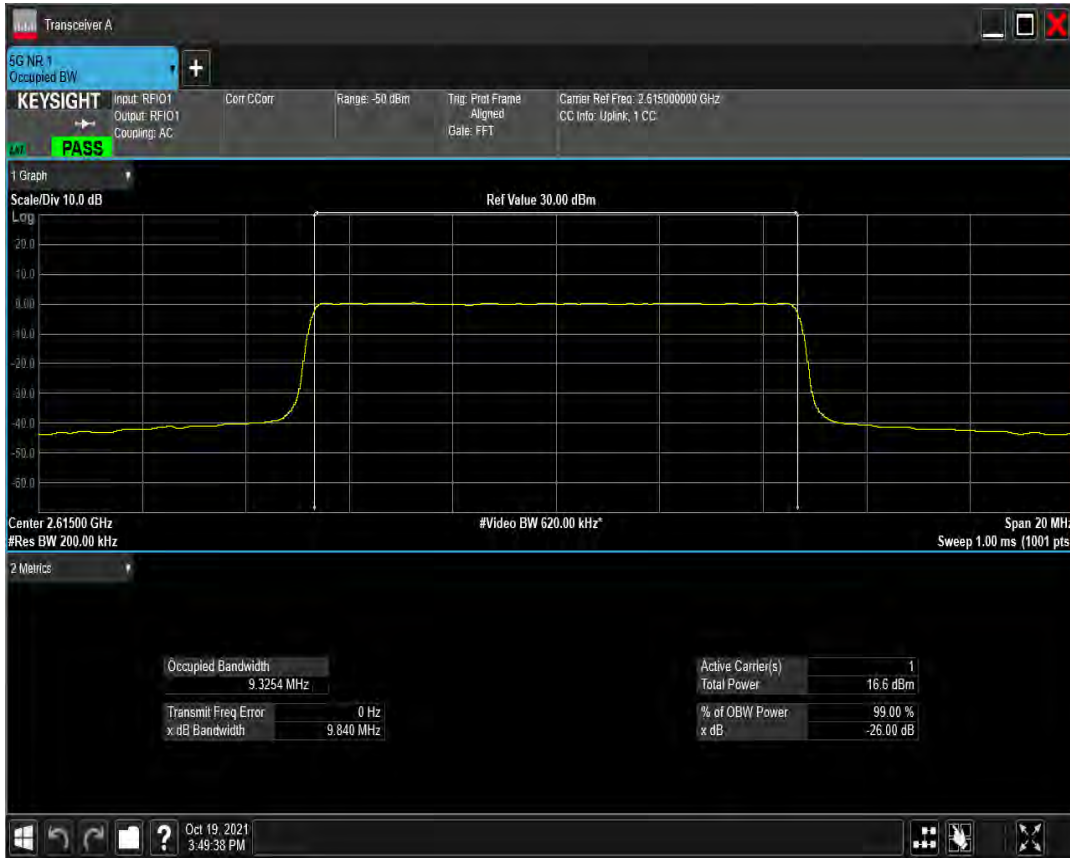 Transceiver A
5G NR 1
Occupied BW
+
KEYSIGHT
PASS
Input: RFIO1
Output: RFIO1
Coupling: AC
Corr CCorr
Range: -50 dBm
Trig: Prot Frame
Aligned
Gate: FFT
Carrier Ref Freq: 2.615000000 GHz
CC Info: Uplink, 1 CC
1 Graph
Scale/Div 10.0 dB
Ref Value 30.00 dBm
Log
20.0
10.0
0.00
-10.0
-20.0
-30.0
-40.0
-50.0
-60.0
Center 2.61500 GHz
#Video BW 620.00 kHz*
Span 20 MHz
#Res BW 200.00 kHz
Sweep 1.00 ms (1001 pts
2 Metrics
Occupied Bandwidth
9.3254 MHz
Transmit Freq Error 0 Hz
x dB Bandwidth 9.840 MHz
Active Carrier(s) 1
Total Power 16.6 dBm
% of OBW Power 99.00 %
x dB -26.00 dB
?
Oct 19, 2021
3:49:38 PM